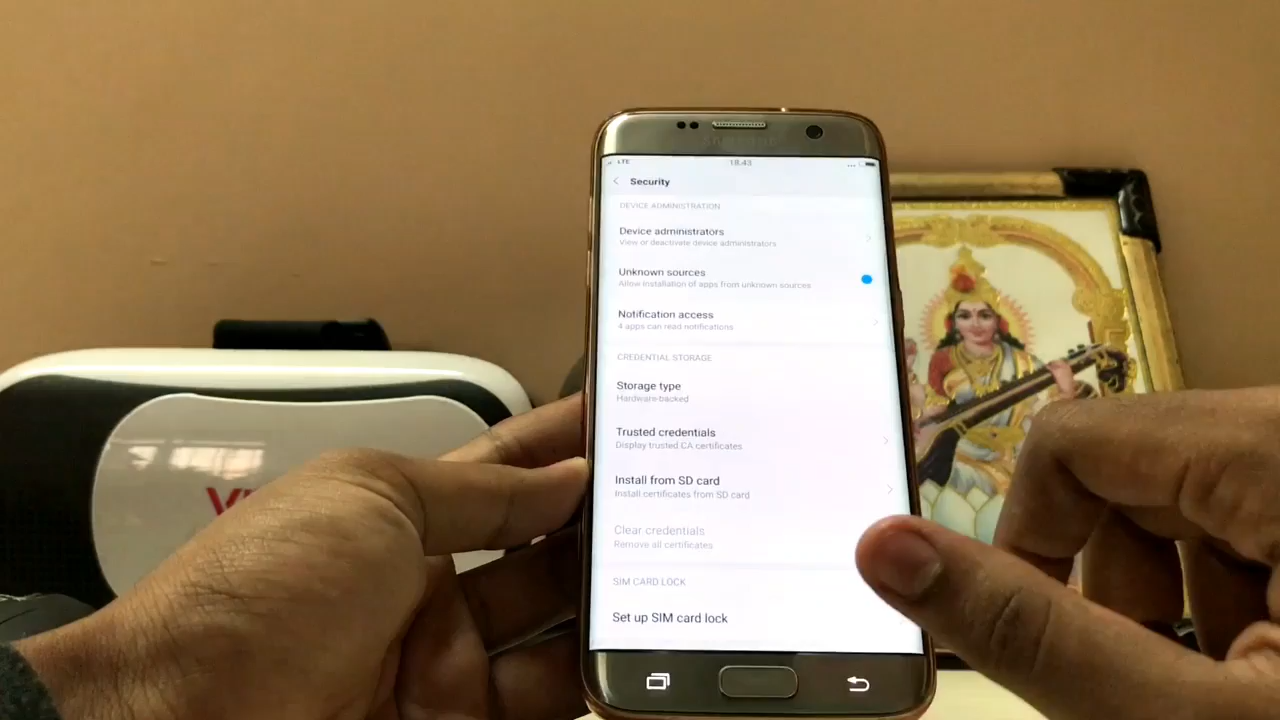 SAMSUNG
LTE 18.43
Security
DEVICE ADMINISTRATION
Device administrators
View or deactivate device administrators
Unknown sources
Allow installation of apps from unknown sources
Notification access
4 apps can read notifications
CREDENTIAL STORAGE
Storage type
Hardware-backed
Trusted credentials
Display trusted CA certificates
Install from SD card
Install certificates from SD card
Clear credentials
Remove all certificates
SIM CARD LOCK
Set up SIM card lock